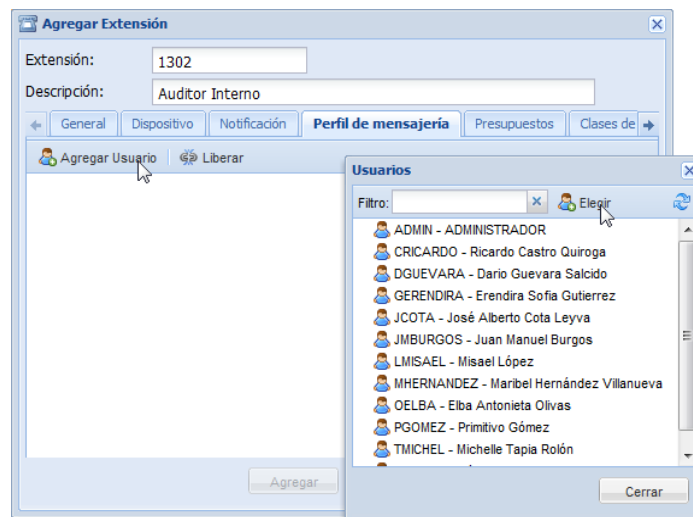 Agregar Extensión
Extensión: 1302
Descripción: Auditor Interno
General Dispositivo Notificación Perfil de mensajería Presupuestos Clases de
Agregar Usuario Liberar
Usuarios
Filtro: Elegir
ADMIN - ADMINISTRADOR
CRICARDO - Ricardo Castro Quiroga
DGUEVARA - Dario Guevara Salcido
GERENDIRA - Erendira Sofia Gutierrez
JCOTA - José Alberto Cota Leyva
JMBURGOS - Juan Manuel Burgos
LMISAEL - Misael López
MHERNANDEZ - Maribel Hernández Villanueva
OELBA - Elba Antonieta Olivas
PGOMEZ - Primitivo Gómez
TMICHEL - Michelle Tapia Rolón
Agregar
Cerrar